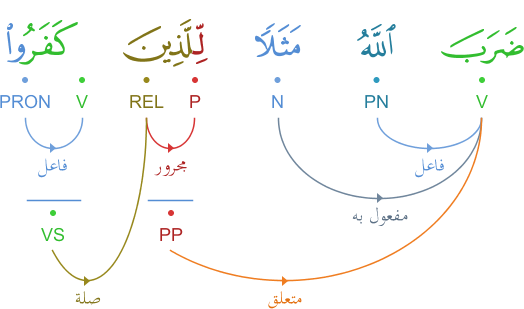 ضَرَبَ ٱللَّهُ مَثَلًا لِّلَّذِينَ كَفَرُوا۟
V PN N P REL V PRON
فاعل مجرور فاعل
مفعول به
PP VS
متعلق صلة